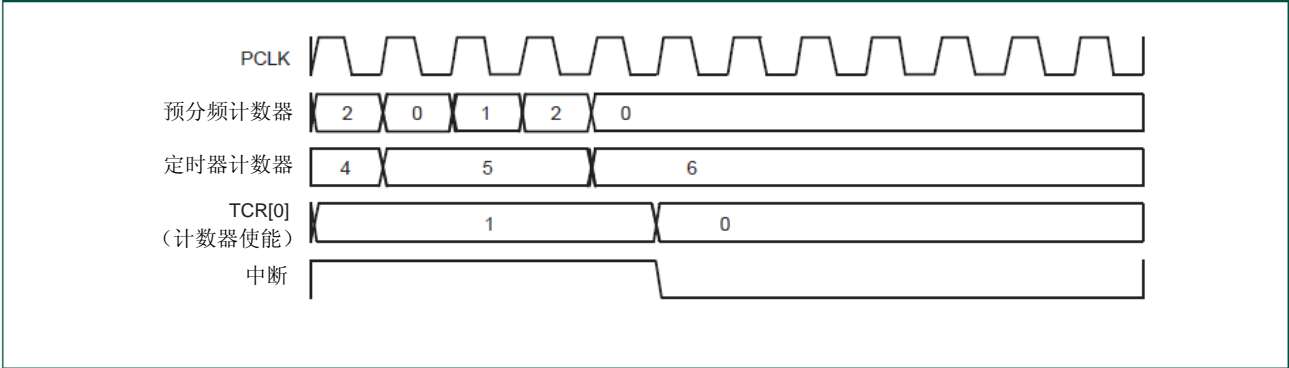 PCLK
预分频计数器 2 0 1 2 0
定时器计数器 4 5 6
TCR[0]
（计数器使能） 1 0
中断